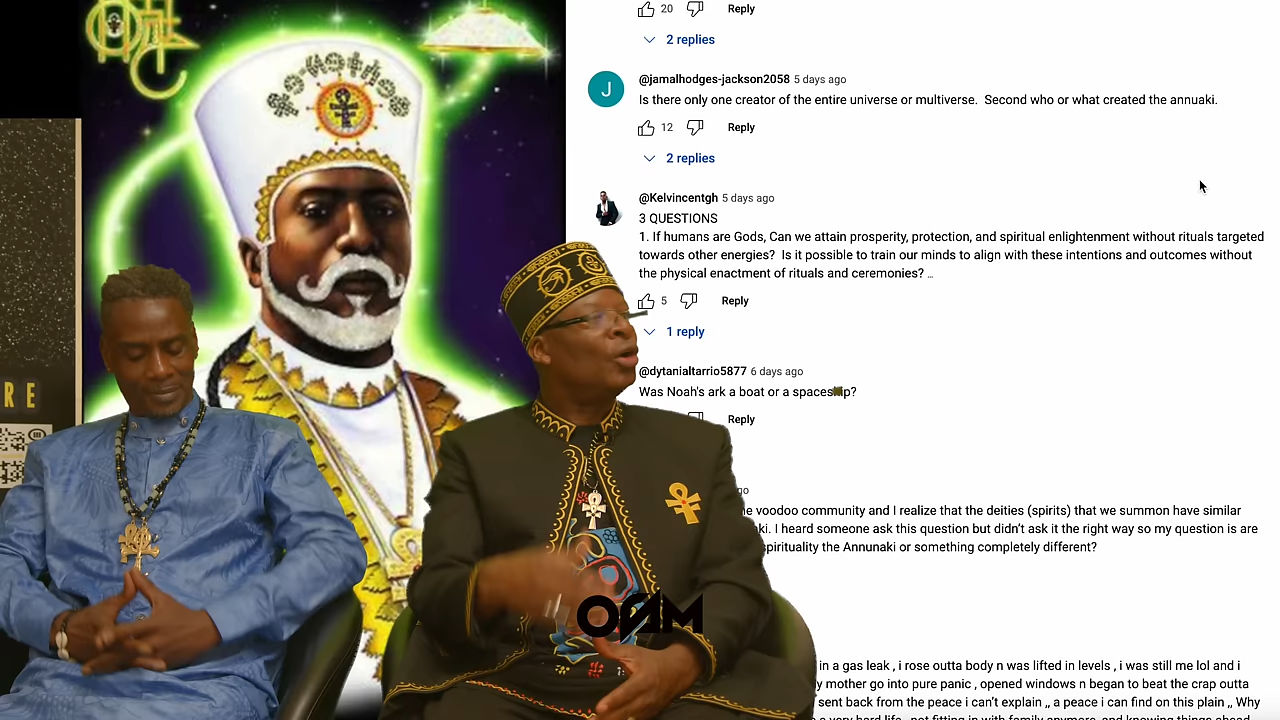 20 Reply
2 replies
@jamalhodges-jackson2058 5 days ago
Is there only one creator of the entire universe or multiverse. Second who or what created the annuaki.
12 Reply
2 replies
J
@Kelvincentgh 5 days ago
3 QUESTIONS
1. If humans are Gods, Can we attain prosperity, protection, and spiritual enlightenment without rituals targeted
towards other energies? Is it possible to train our minds to align with these intentions and outcomes without
the physical enactment of rituals and ceremonies? ...
5 Reply
1 reply
@dytanialtarrio5877 6 days ago
Was Noah's ark a boat or a spaceship?
Reply
go
voodoo community and I realize that the deities (spirits) that we summon have similar
ki. I heard someone ask this question but didn't ask it the right way so my question is are
spirituality the Annunaki or something completely different?
in a gas leak , i rose outta body n was lifted in levels , i was still me lol and i
mother go into pure panic , opened windows n began to beat the crap outta
sent back from the peace i can't explain ,, a peace i can find on this plain ,, Why
RE
OAM